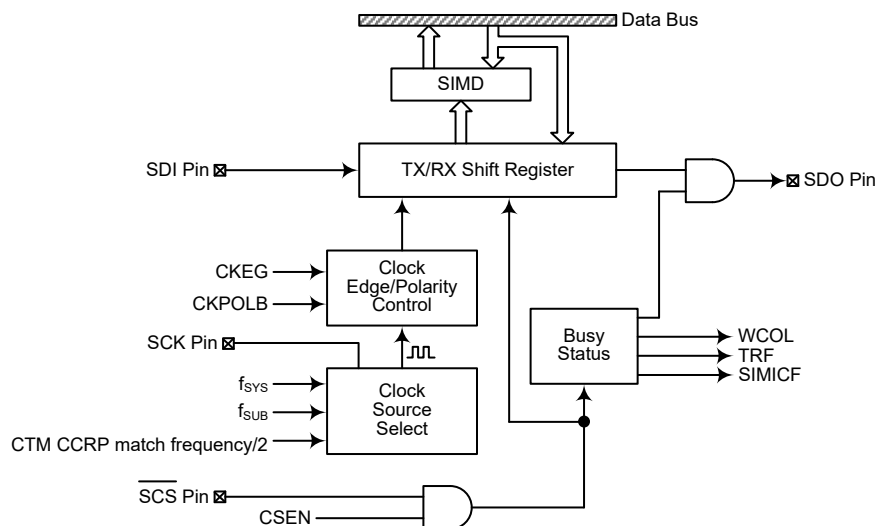 Data Bus
SIMD
SDI Pin
TX/RX Shift Register
SDO Pin
CKEG
CKPOLB
Clock
Edge/Polarity
Control
SCK Pin
Busy
Status
WCOL
TRF
SIMICF
fSYS
fSUB
CTM CCRP match frequency/2
Clock
Source
Select
SCS Pin
CSEN